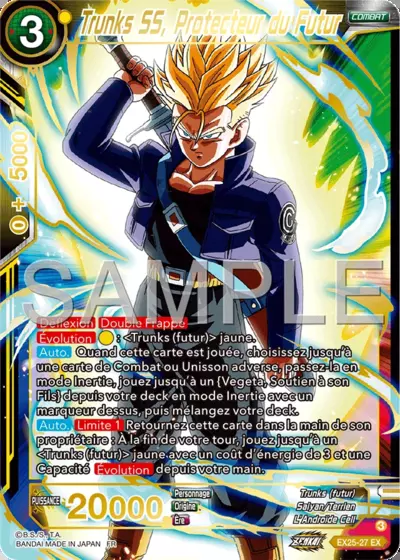 3
Trunks SS, Protecteur du Futur
COMBAT
0 + 5000
SAMPLE
Déflexion Double Frappe
Évolution : <Trunks (futur)> jaune.
Auto. Quand cette carte est jouée, choisissez jusqu'à
une carte de Combat ou Unisson adverse, passez-la en
mode Inertie, jouez jusqu'à un {Vegeta, Soutien à son
Fils} depuis votre deck en mode Inertie avec un
marqueur dessus, puis mélangez votre deck.
Auto. Limite 1 Retournez cette carte dans la main de son
propriétaire : À la fin de votre tour, jouez jusqu'à un
<Trunks (futur)> jaune avec un coût d'énergie de 3 et une
Capacité Évolution depuis votre main.
PUISSANCE 20000
Personnage Trunks (futur)
Origine Saiyan/Terrien
Ère L'Androïde Cell
3
©B.S./S.,T.A.
BANDAI MADE IN JAPAN FR
EX25-27 EX